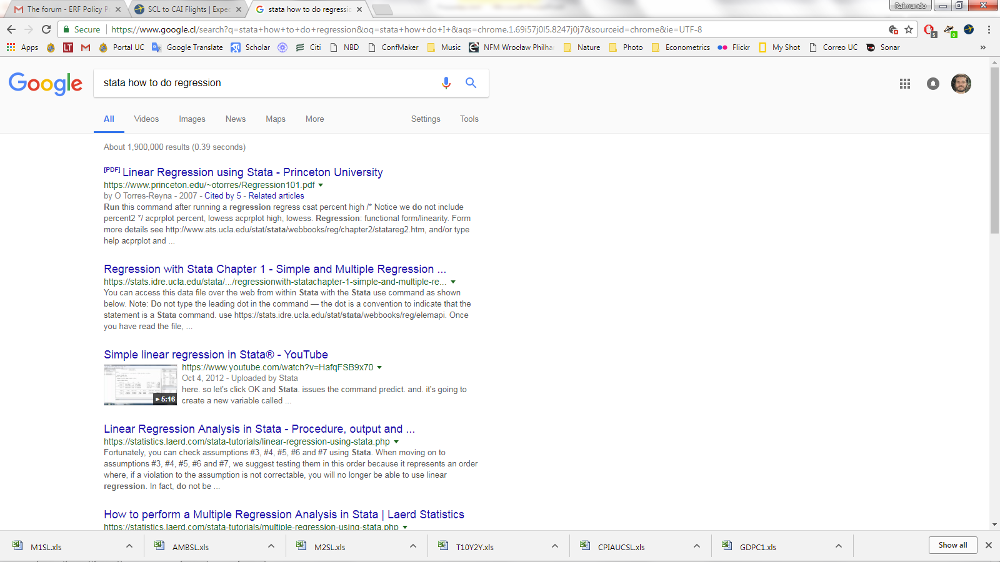 The forum - ERF Policy P
SCL to CAI Flights | Expe
stata how to do regressio
Raimundo
Secure
https://www.google.cl/search?q=stata+how+to+do+regression&oq=stata+how+do+I+&aqs=chrome.1.69i57j0l5.8247j0j7&sourceid=chrome&ie=UTF-8
5
0
Apps
LT
Portal UC
Google Translate
Scholar
Citi
NBD
ConfMaker
Music
NFM Wrocław Philha
Nature
Photo
Econometrics
Flickr
My Shot
Correo UC
Sonar
»
Google
stata how to do regression
All
Videos
Images
News
Maps
More
Settings
Tools
About 1,900,000 results (0.39 seconds)
[PDF] Linear Regression using Stata - Princeton University
https://www.princeton.edu/~otorres/Regression101.pdf
by O Torres-Reyna - 2007 - Cited by 5 - Related articles
Run this command after running a regression regress csat percent high /* Notice we do not include
percent2 */ acprplot percent, lowess acprplot high, lowess. Regression: functional form/linearity. Form
more details see http://www.ats.ucla.edu/stat/stata/webbooks/reg/chapter2/statareg2.htm, and/or type
help acprplot and ...
Regression with Stata Chapter 1 - Simple and Multiple Regression ...
https://stats.idre.ucla.edu/stata/.../regressionwith-statachapter-1-simple-and-multiple-re...
You can access this data file over the web from within Stata with the Stata use command as shown
below. Note: Do not type the leading dot in the command — the dot is a convention to indicate that the
statement is a Stata command. use https://stats.idre.ucla.edu/stat/stata/webbooks/reg/elemapi. Once
you have read the file, ...
Simple linear regression in Stata® - YouTube
https://www.youtube.com/watch?v=HafqFSB9x70
5:16
Oct 4, 2012 - Uploaded by Stata
here. so let's click OK and Stata. issues the command predict. and. it's going to
create a new variable called ...
Linear Regression Analysis in Stata - Procedure, output and ...
https://statistics.laerd.com/stata-tutorials/linear-regression-using-stata.php
Fortunately, you can check assumptions #3, #4, #5, #6 and #7 using Stata. When moving on to
assumptions #3, #4, #5, #6 and #7, we suggest testing them in this order because it represents an order
where, if a violation to the assumption is not correctable, you will no longer be able to use linear
regression. In fact, do not be ...
How to perform a Multiple Regression Analysis in Stata | Laerd Statistics
https://statistics.laerd.com/stata-tutorials/multiple-regression-using-stata.php
M1SL.xls
AMBSL.xls
M2SL.xls
T10Y2Y.xls
CPIAUCSL.xls
GDPC1.xls
Show all